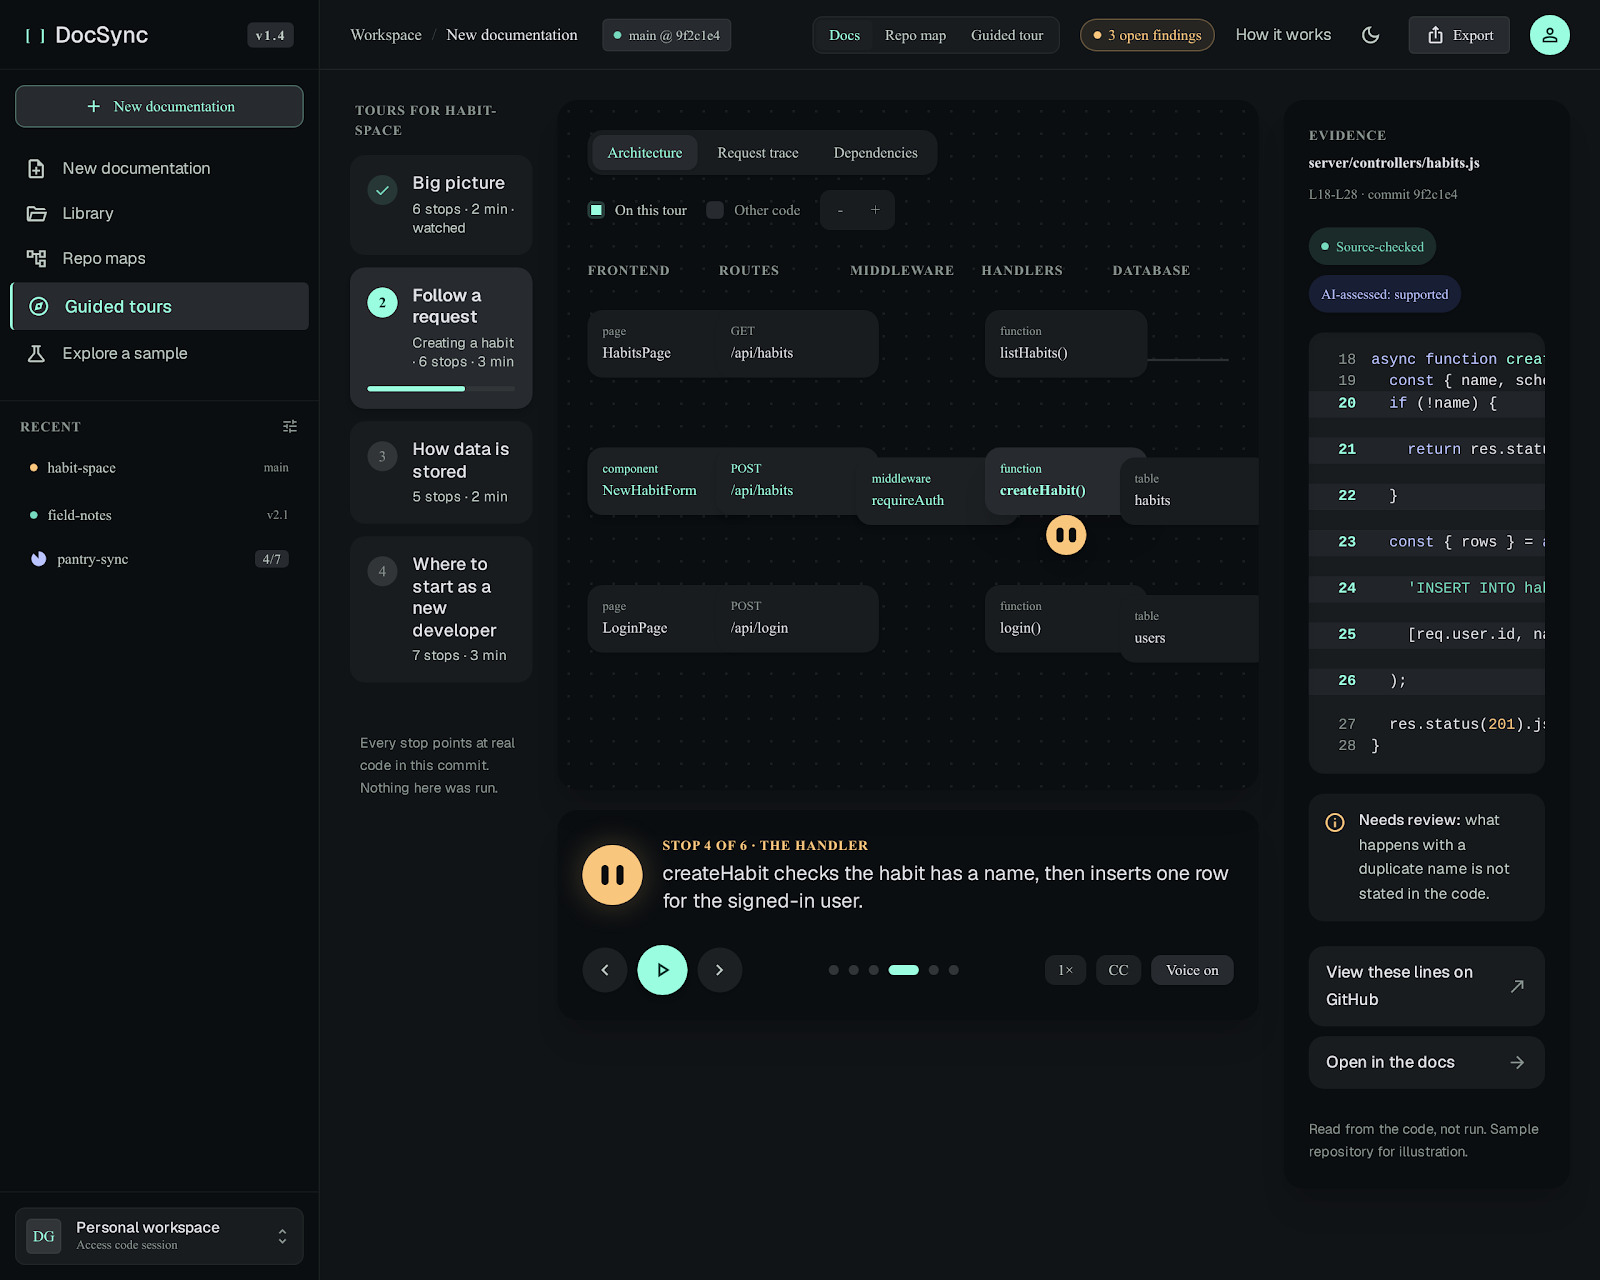 [ ] DocSync
v1.4
Workspace / New documentation
main @ 9f2c1e4
Docs
Repo map
Guided tour
3 open findings
How it works
Export
New documentation
New documentation
Library
Repo maps
Guided tours
Explore a sample
RECENT
habit-space
main
field-notes
v2.1
pantry-sync
4/7
DG
Personal workspace
Access code session
TOURS FOR HABIT-
SPACE
Big picture
6 stops · 2 min ·
watched
2
Follow a
request
Creating a habit
· 6 stops · 3 min
3
How data is
stored
5 stops · 2 min
4
Where to
start as a
new
developer
7 stops · 3 min
Every stop points at real
code in this commit.
Nothing here was run.
Architecture
Request trace
Dependencies
On this tour
Other code
- +
FRONTEND
ROUTES
MIDDLEWARE
HANDLERS
DATABASE
page
HabitsPage
GET
/api/habits
function
listHabits()
component
NewHabitForm
POST
/api/habits
middleware
requireAuth
function
createHabit()
table
habits
page
LoginPage
POST
/api/login
function
login()
table
users
STOP 4 OF 6 · THE HANDLER
createHabit checks the habit has a name, then inserts one row
for the signed-in user.
1×
CC
Voice on
EVIDENCE
server/controllers/habits.js
L18-L28 · commit 9f2c1e4
Source-checked
AI-assessed: supported
18 async function creat
19 const { name, sche
20 if (!name) {
21 return res.statu
22 }
23 const { rows } = a
24 'INSERT INTO hab
25 [req.user.id, na
26 );
27 res.status(201).js
28 }
Needs review: what
happens with a
duplicate name is not
stated in the code.
View these lines on
GitHub
Open in the docs
Read from the code, not run. Sample
repository for illustration.